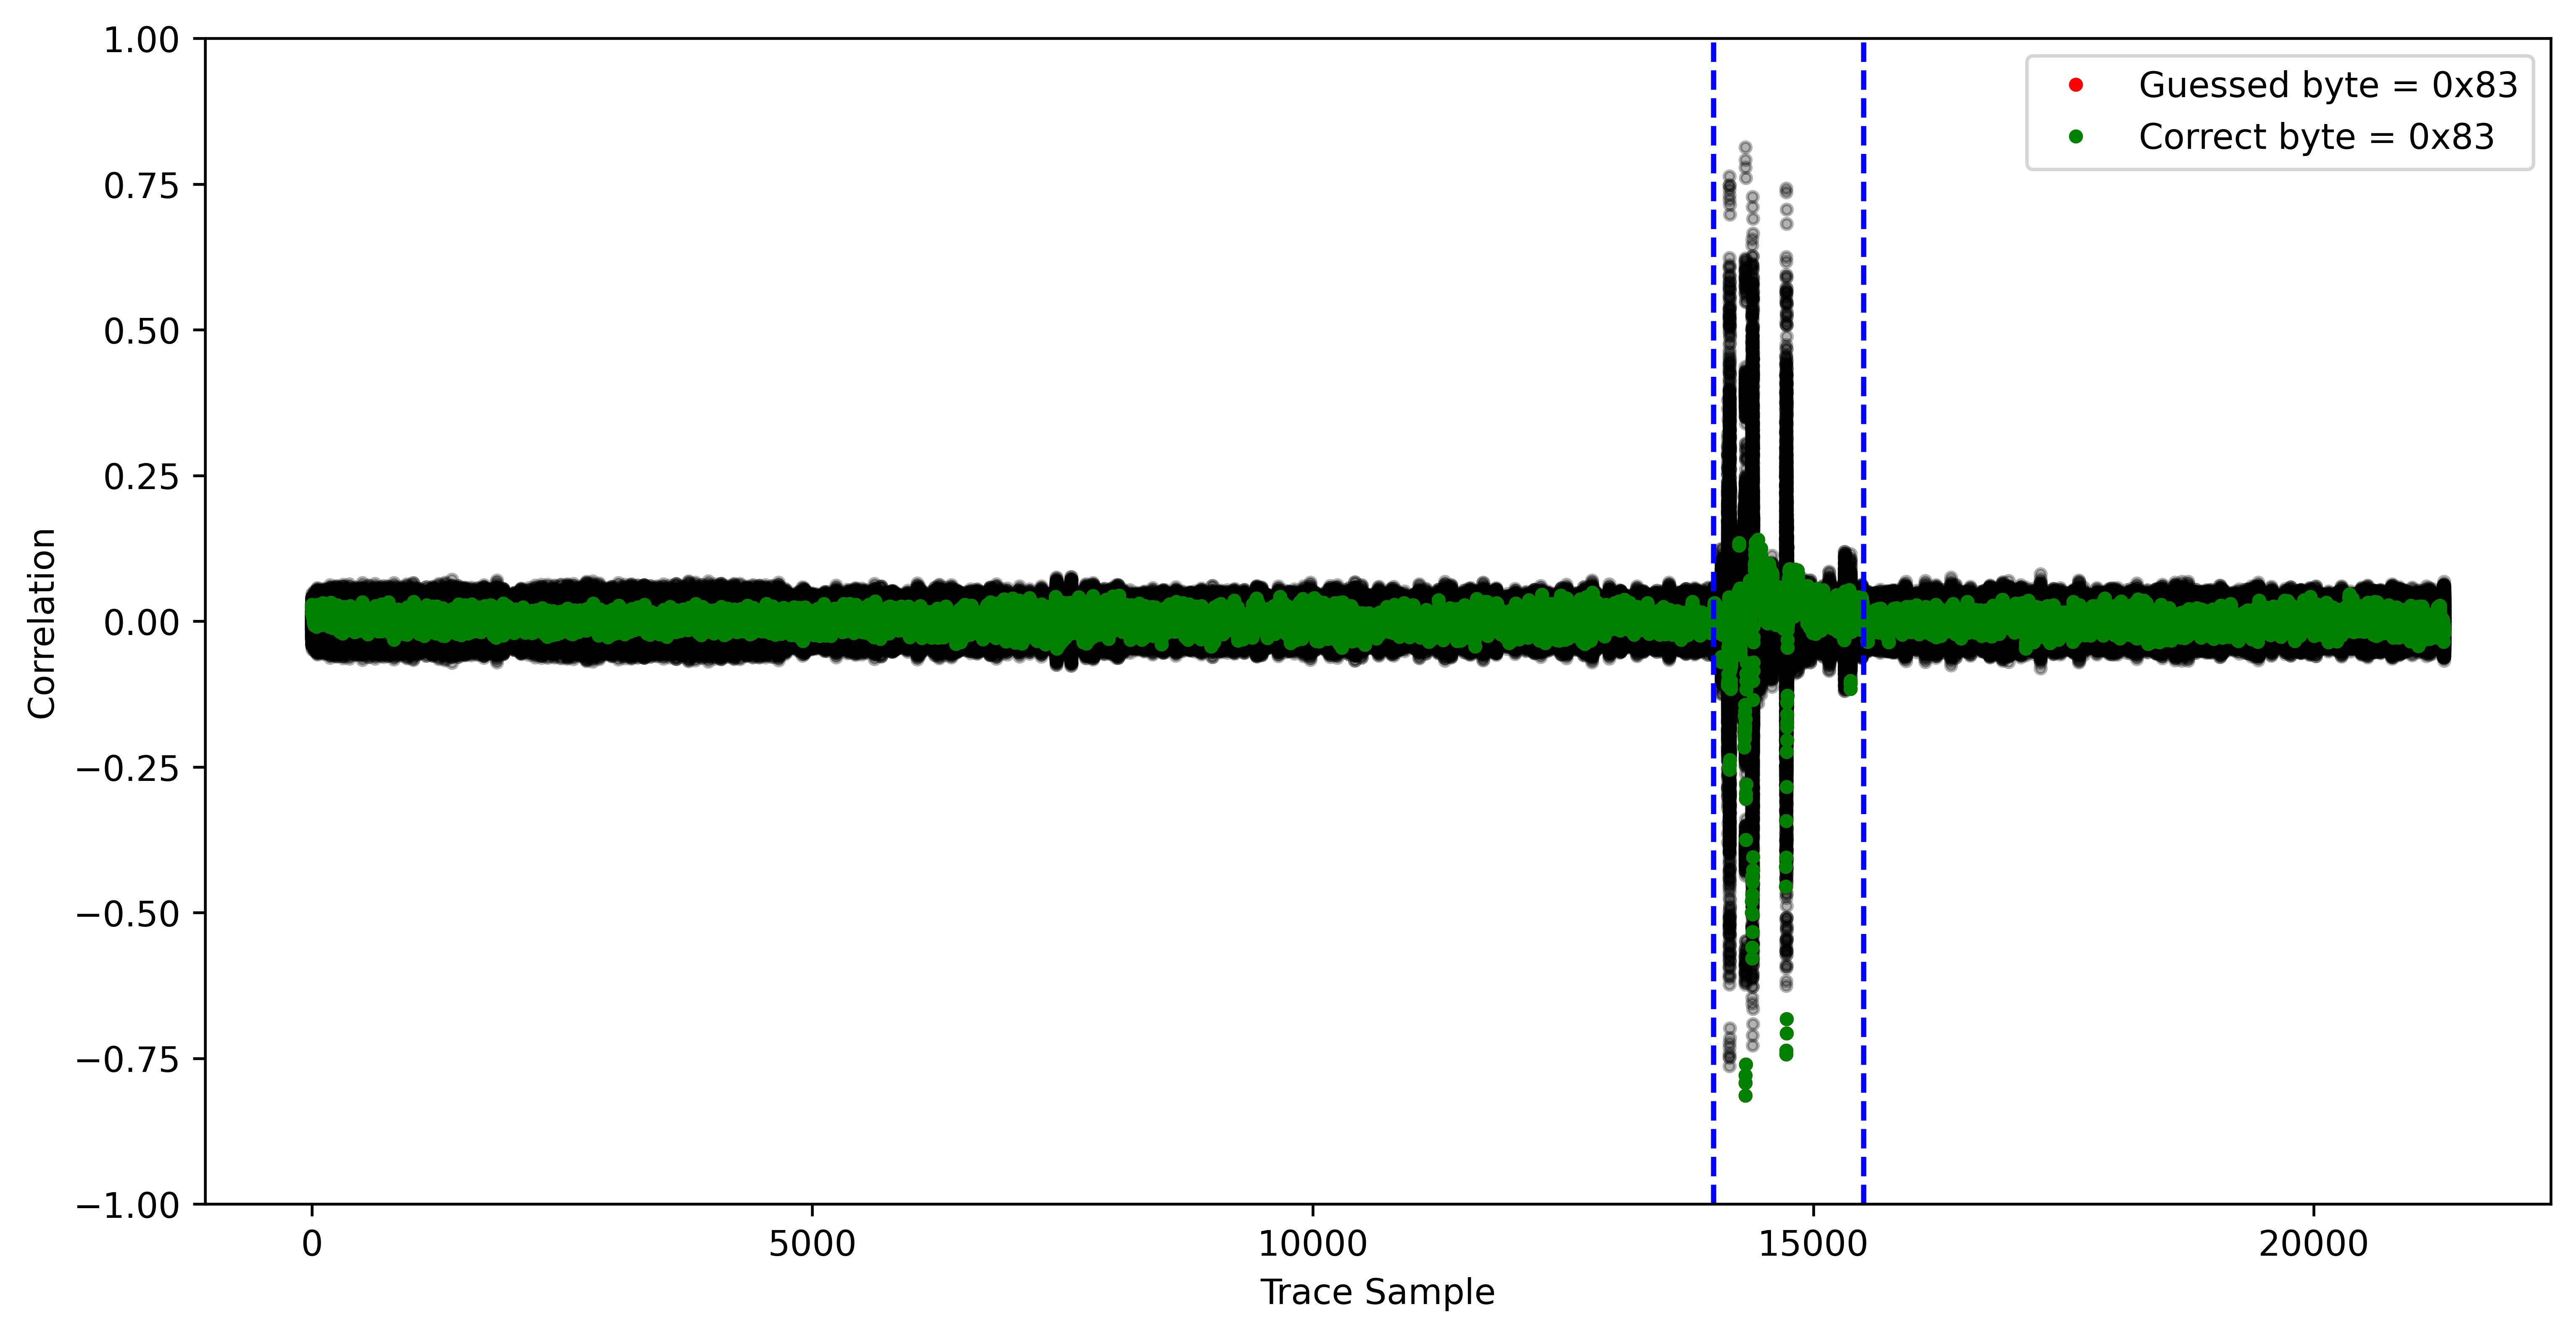 1.00
0.75
0.50
0.25
0.00
−0.25
−0.50
−0.75
−1.00
Correlation
Guessed byte = 0x83
Correct byte = 0x83
0 5000 10000 15000 20000
Trace Sample